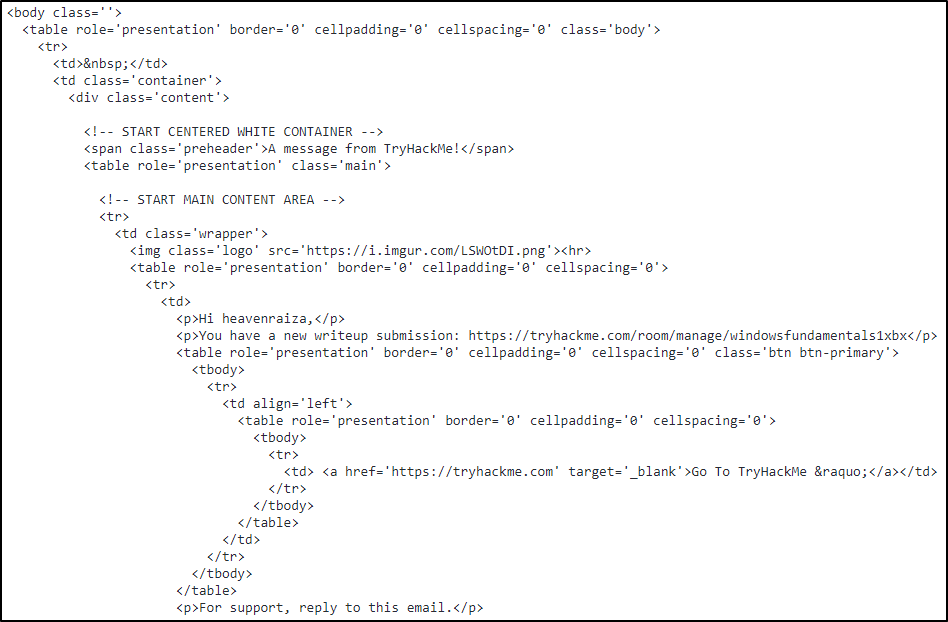 <body class=''>
<table role='presentation' border='0' cellpadding='0' cellspacing='0' class='body'>
<tr>
<td>&nbsp;</td>
<td class='container'>
<div class='content'>
<!-- START CENTERED WHITE CONTAINER -->
<span class='preheader'>A message from TryHackMe!</span>
<table role='presentation' class='main'>
<!-- START MAIN CONTENT AREA -->
<tr>
<td class='wrapper'>
<img class='logo' src='https://i.imgur.com/LSWOtDI.png'><hr>
<table role='presentation' border='0' cellpadding='0' cellspacing='0'>
<tr>
<td>
<p>Hi heavenraiza,</p>
<p>You have a new writeup submission: https://tryhackme.com/room/manage/windowsfundamentals1xbx</p>
<table role='presentation' border='0' cellpadding='0' cellspacing='0' class='btn btn-primary'>
<tbody>
<tr>
<td align='left'>
<table role='presentation' border='0' cellpadding='0' cellspacing='0'>
<tbody>
<tr>
<td> <a href='https://tryhackme.com' target='_blank'>Go To TryHackMe &raquo;</a></td>
</tr>
</tbody>
</table>
</td>
</tr>
</tbody>
</table>
<p>For support, reply to this email.</p>